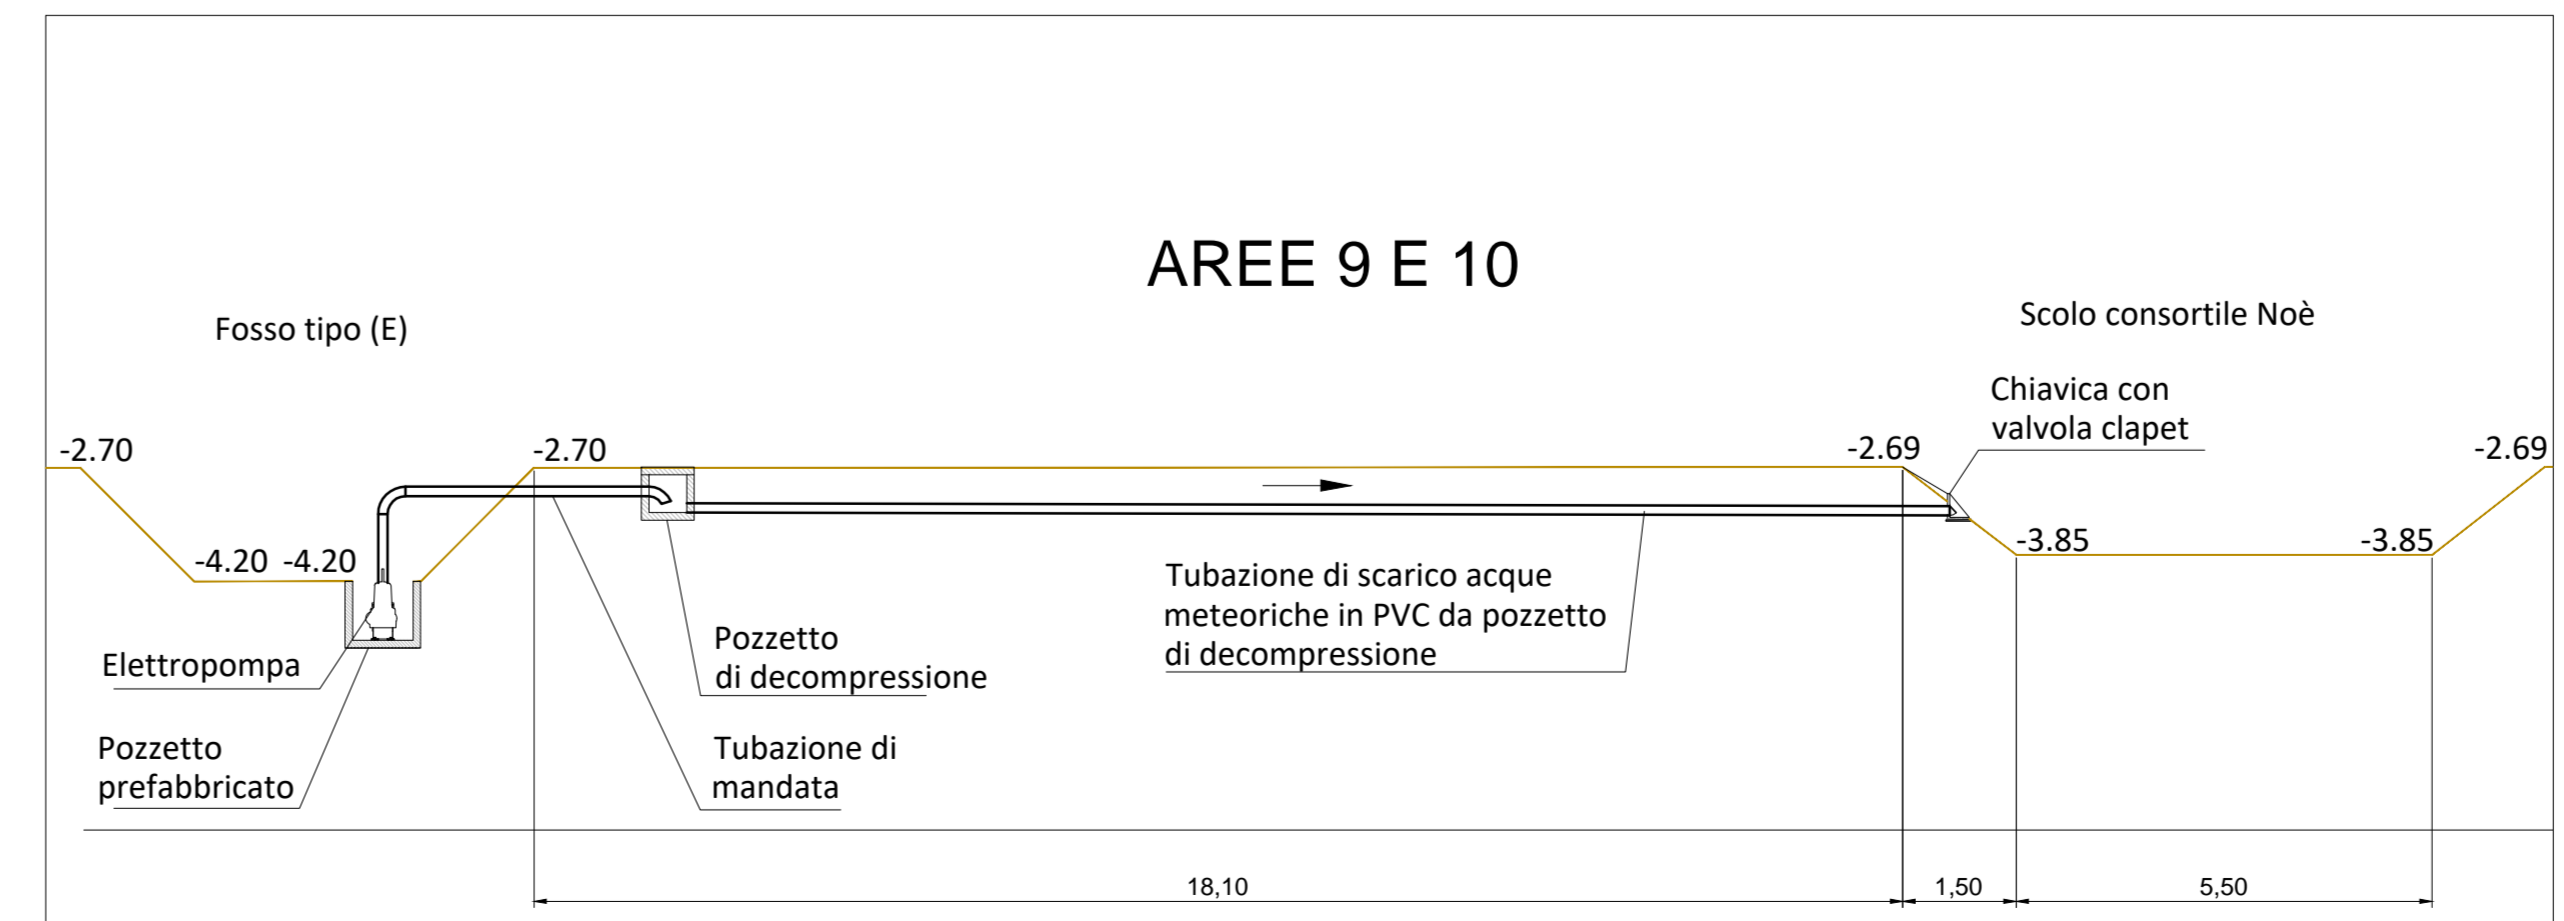 AREE 9 E 10
Fosso tipo (E)
Scolo consortile Noè
Chiavica con
valvola clapet
-2.70
-2.70
-2.69
-2.69
-4.20
-4.20
-3.85
-3.85
Tubazione di scarico acque
meteoriche in PVC da pozzetto
di decompressione
Elettropompa
Pozzetto
di decompressione
Pozzetto
prefabbricato
Tubazione di
mandata
18,10
1,50
5,50